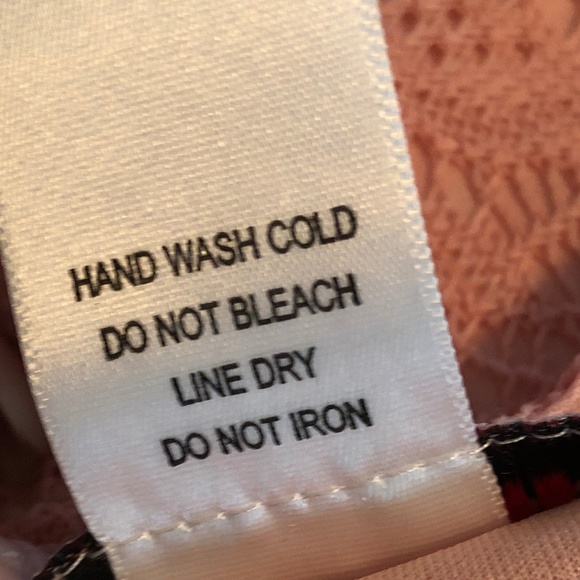 HAND WASH COLD
DO NOT BLEACH
LINE DRY
DO NOT IRON